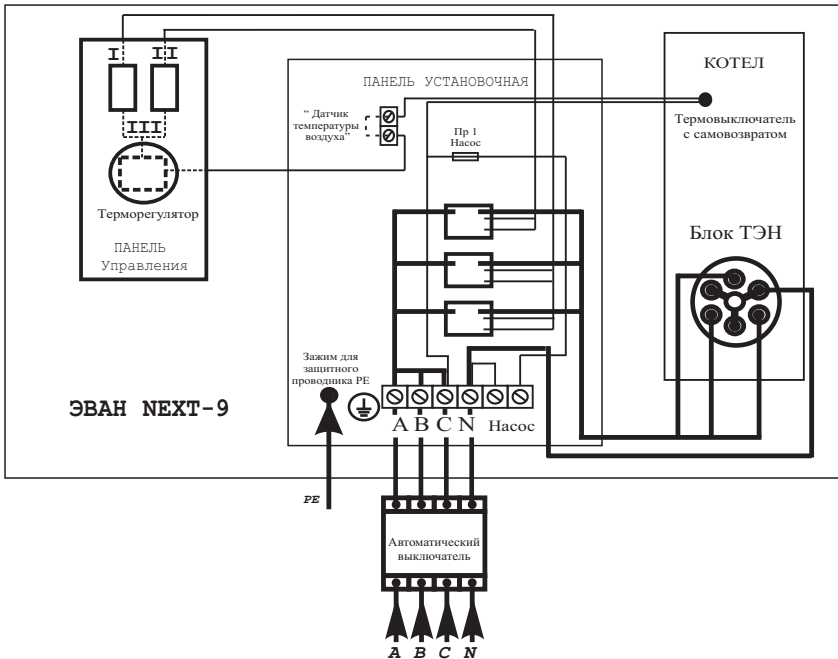 I II
III
Терморегулятор
ПАНЕЛЬ
Управления
ПАНЕЛЬ УСТАНОВОЧНАЯ
“ Датчик
температуры
воздуха”
Пр 1
Насос
КОТЕЛ
Термовыключатель
с самовозвратом
Блок ТЭН
Зажим для
защитного
проводника PE
ЭВАН NEXT-9
A B C N Насос
PE
Автоматический
выключатель
A B C N